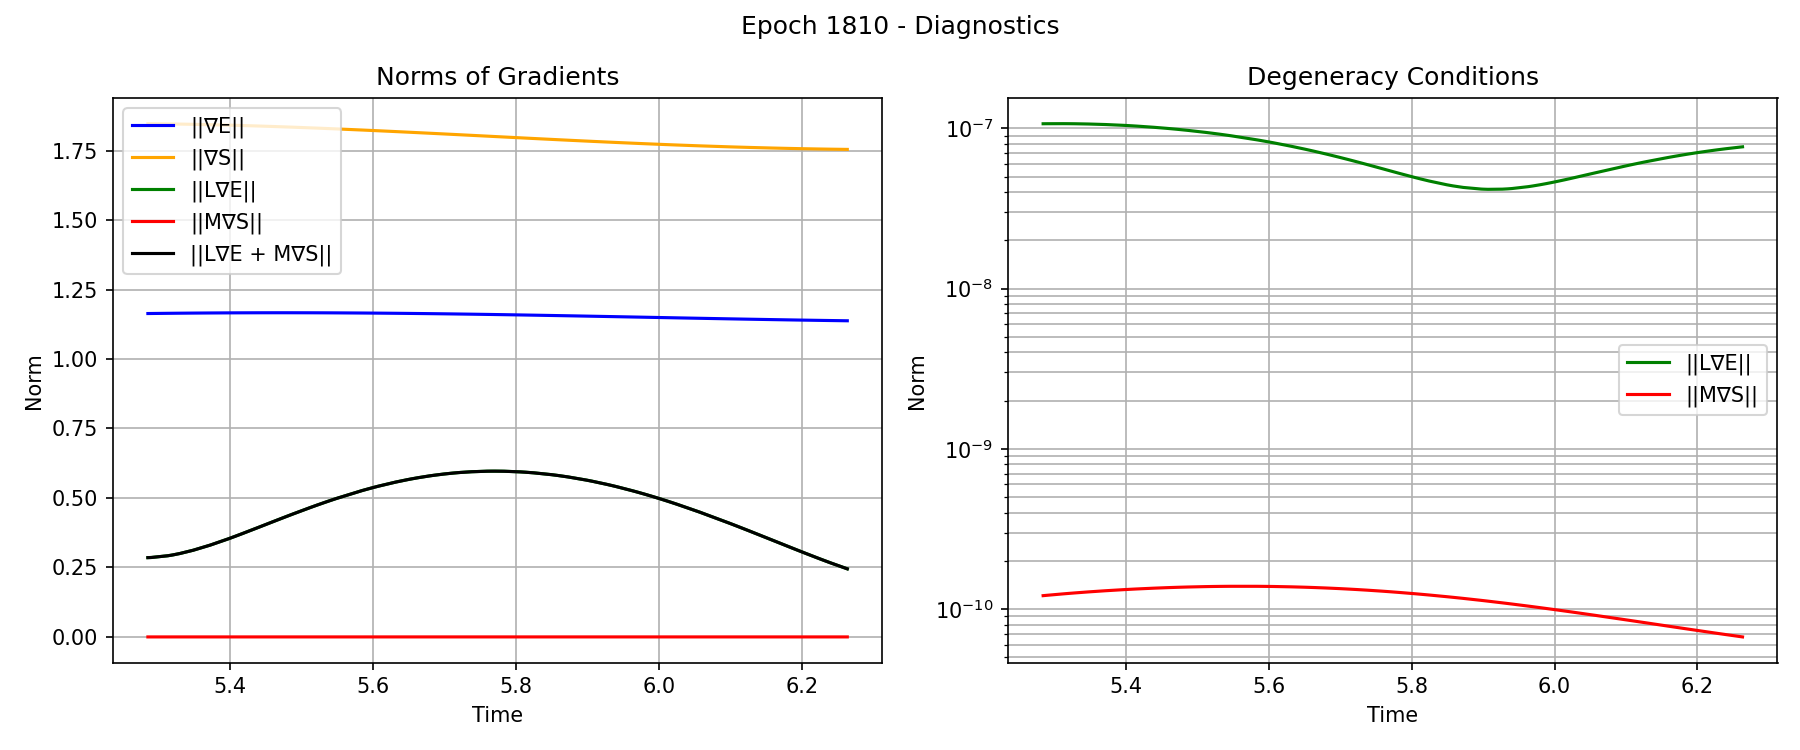 Epoch 1810 - Diagnostics
Norms of Gradients
||∇E||
||∇S||
||L∇E||
||M∇S||
||L∇E + M∇S||
1.75
1.50
1.25
1.00
0.75
0.50
0.25
0.00
Norm
5.4 5.6 5.8 6.0 6.2
Time
Degeneracy Conditions
10⁻⁷
10⁻⁸
10⁻⁹
10⁻¹⁰
Norm
||L∇E||
||M∇S||
5.4 5.6 5.8 6.0 6.2
Time